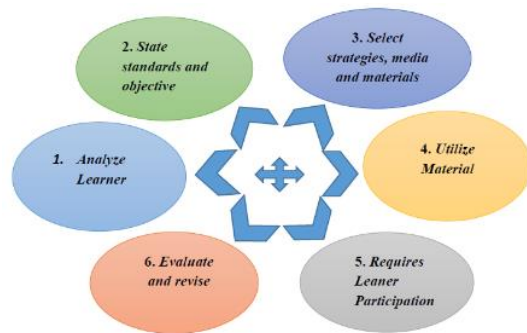 1. Analyze
Learner
2. State
standards and
objective
3. Select
strategies, media
and materials
4. Utilize
Material
5. Requires
Leaner
Participation
6. Evaluate
and revise